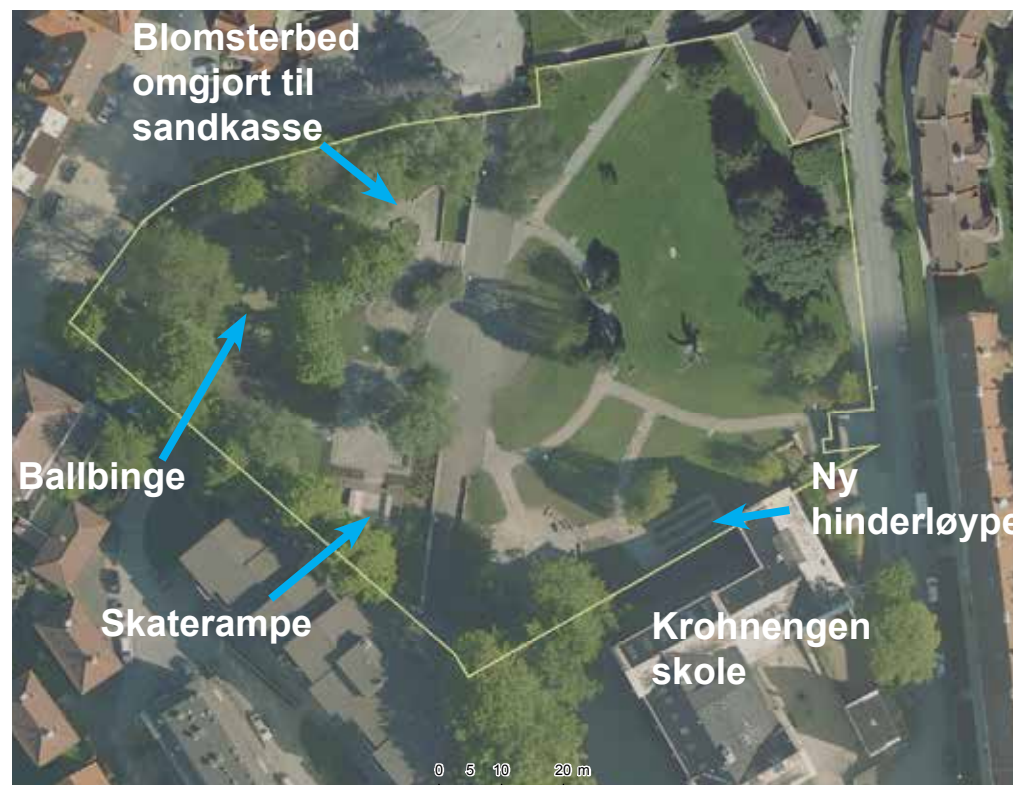 Blomsterbed
omgjort til
sandkasse
Ballbinge
Ny
hinderløype
Skaterampe
Krohnengen
skole
0 5 10 20 m